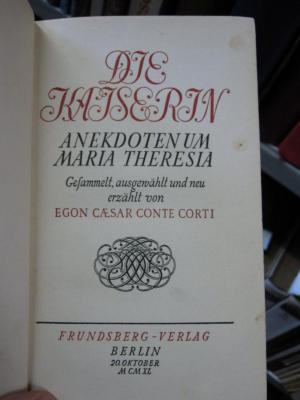 DIE
KAISERIN
ANEKDOTEN UM
MARIA THERESIA
Gesammelt, ausgewählt und neu
erzählt von
EGON CÆSAR CONTE CORTI
FRUNDSBERG-VERLAG
BERLIN
20. OKTOBER
MCMXL